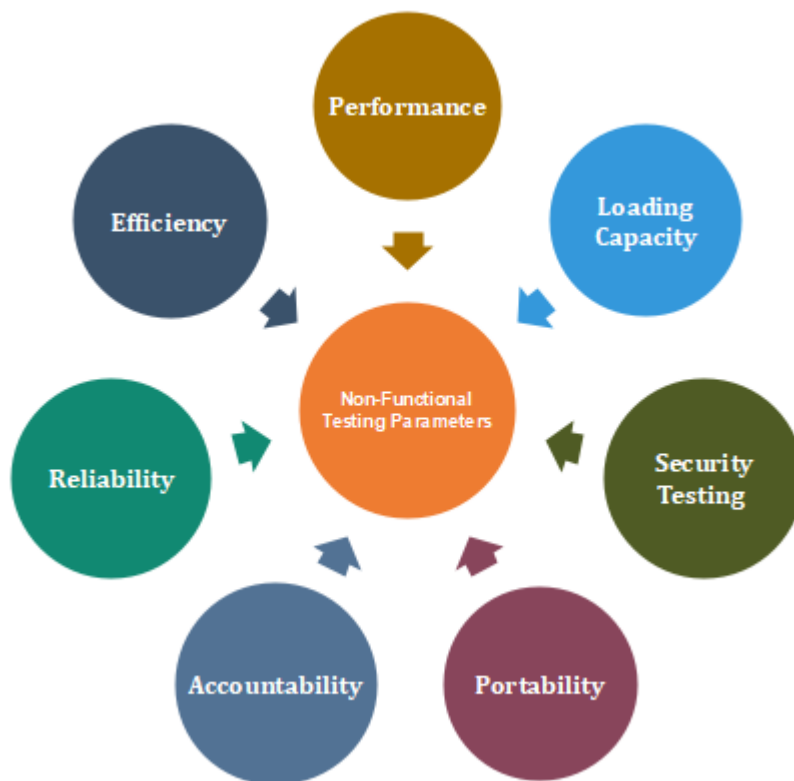 Performance
Loading
Capacity
Security
Testing
Portability
Accountability
Reliability
Efficiency
Non-Functional
Testing Parameters